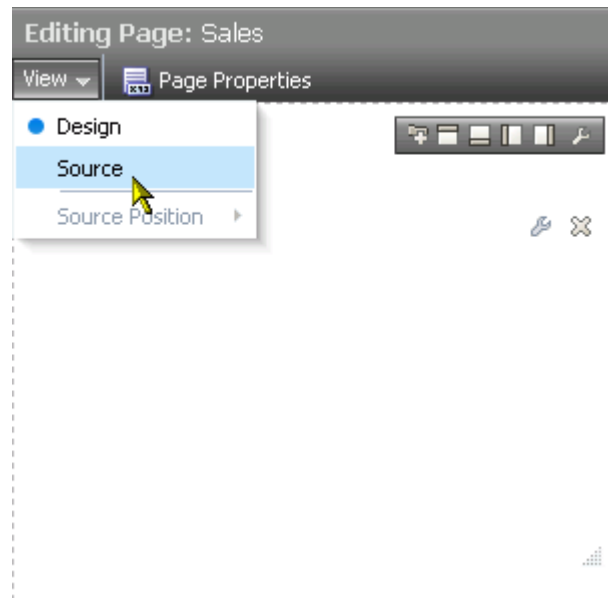 Editing Page: Sales
View Page Properties
Design
Source
Source Position